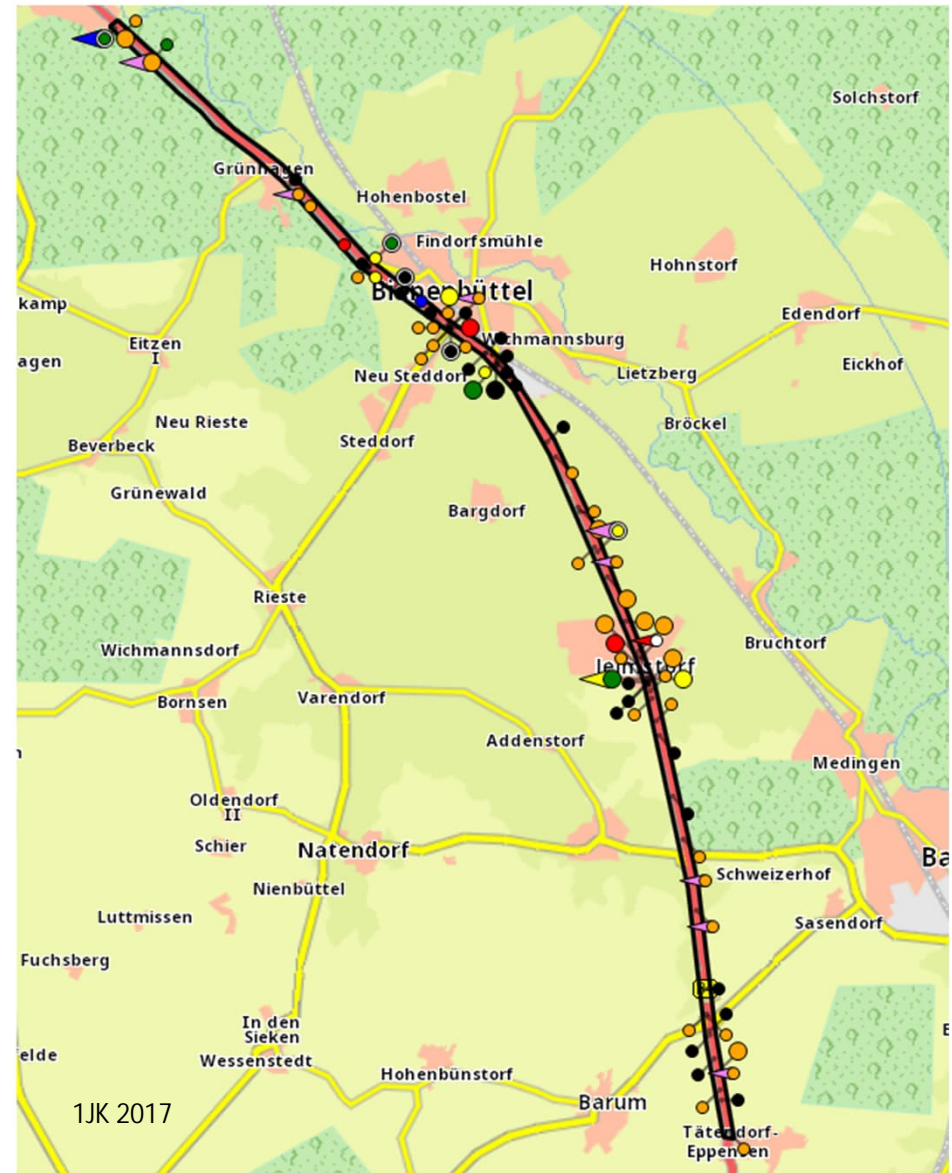 Solchstorf
Grünhagen
Hohenbostel
Findorfsmühle
Hohnstorf
Bienenbüttel
kamp
Edendorf
Wichmannsburg
Eitzen
I
agen
Eickhof
Neu Steddorf
Lietzberg
Neu Rieste
Bröckel
Steddorf
Beverbeck
Grünewald
Bargdorf
Rieste
Bruchtorf
Wichmannsdorf
Jelmstorf
Bornsen
Varendorf
Addenstorf
Medingen
Oldendorf
II
Schier
Natendorf
Ba
Schweizerhof
Nienbüttel
Luttmissen
Sasendorf
Fuchsberg
In den
Sieken
elde
Wessenstedt
Hohenbünstorf
Barum
1JK 2017
Tätendorf-
Eppensen